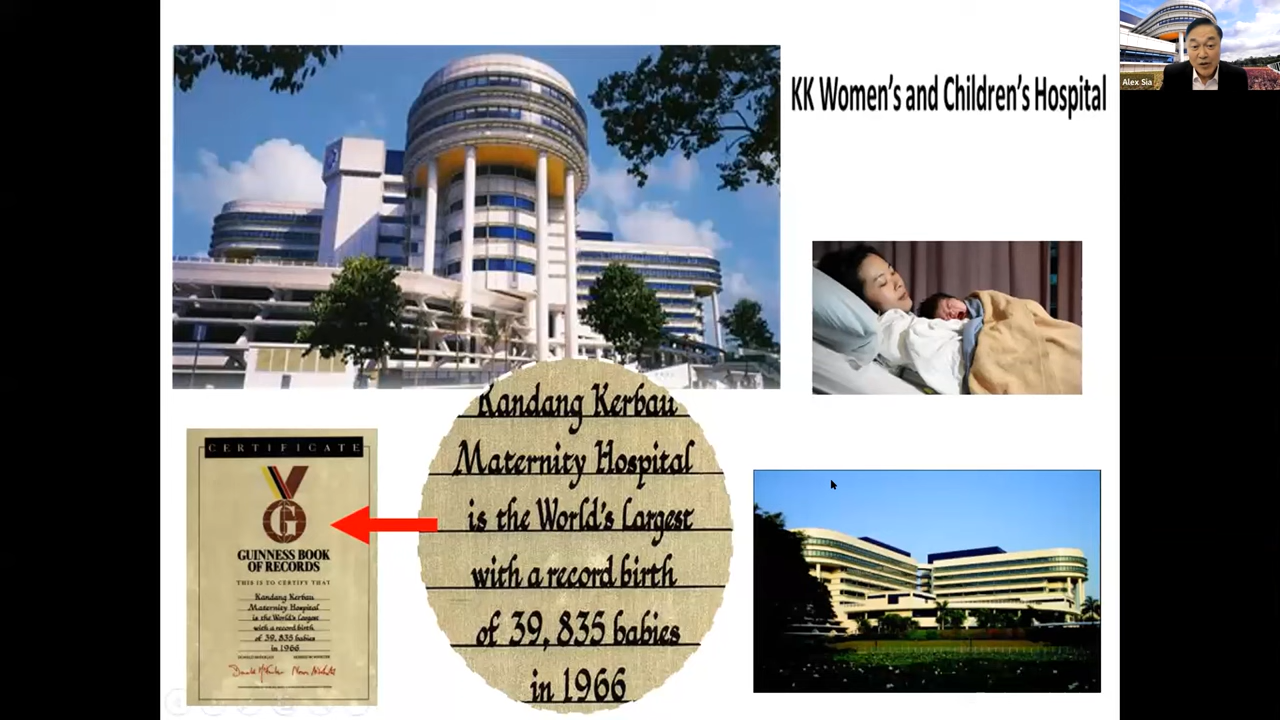 KK Women's and Children's Hospital
Alex Sia
CERTIFICATE
GUINNESS BOOK
OF RECORDS
THIS IS TO CERTIFY THAT
Kandang Kerbau
Maternity Hospital
is the World's Largest
with a record birth
of 39,835 babies
in 1966
Kandang Kerbau
Maternity Hospital
is the World's Largest
with a record birth
of 39,835 babies
in 1966